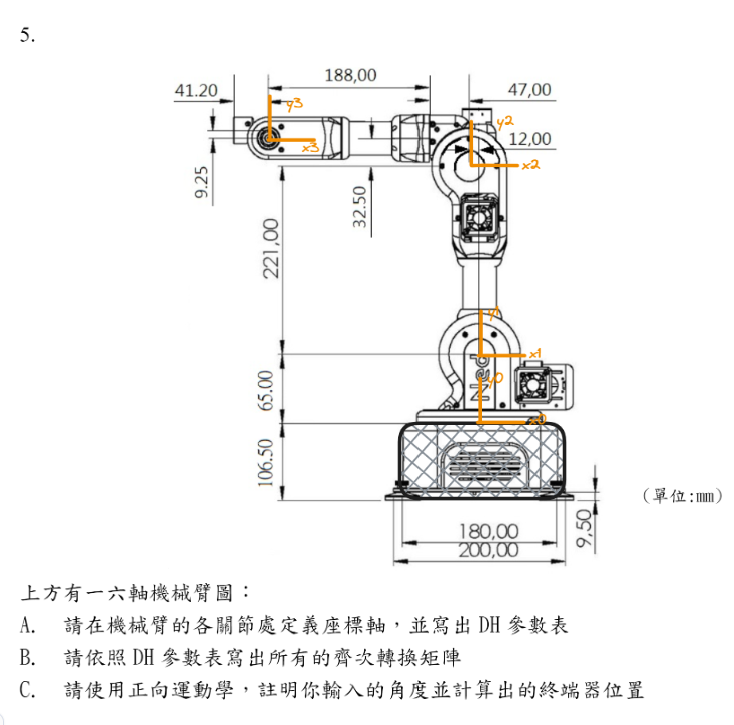 5.
188,00
41.20
47,00
y3
y2
12,00
x3
x2
9.25
32.50
221,00
y1
x1
Ned
65.00
y0
x0
106.50
(單位:mm)
180,00
9,50
200,00
上方有一六軸機械臂圖：
A. 請在機械臂的各關節處定義座標軸，並寫出 DH 參數表
B. 請依照 DH 參數表寫出所有的齊次轉換矩陣
C. 請使用正向運動學，註明你輸入的角度並計算出的終端器位置